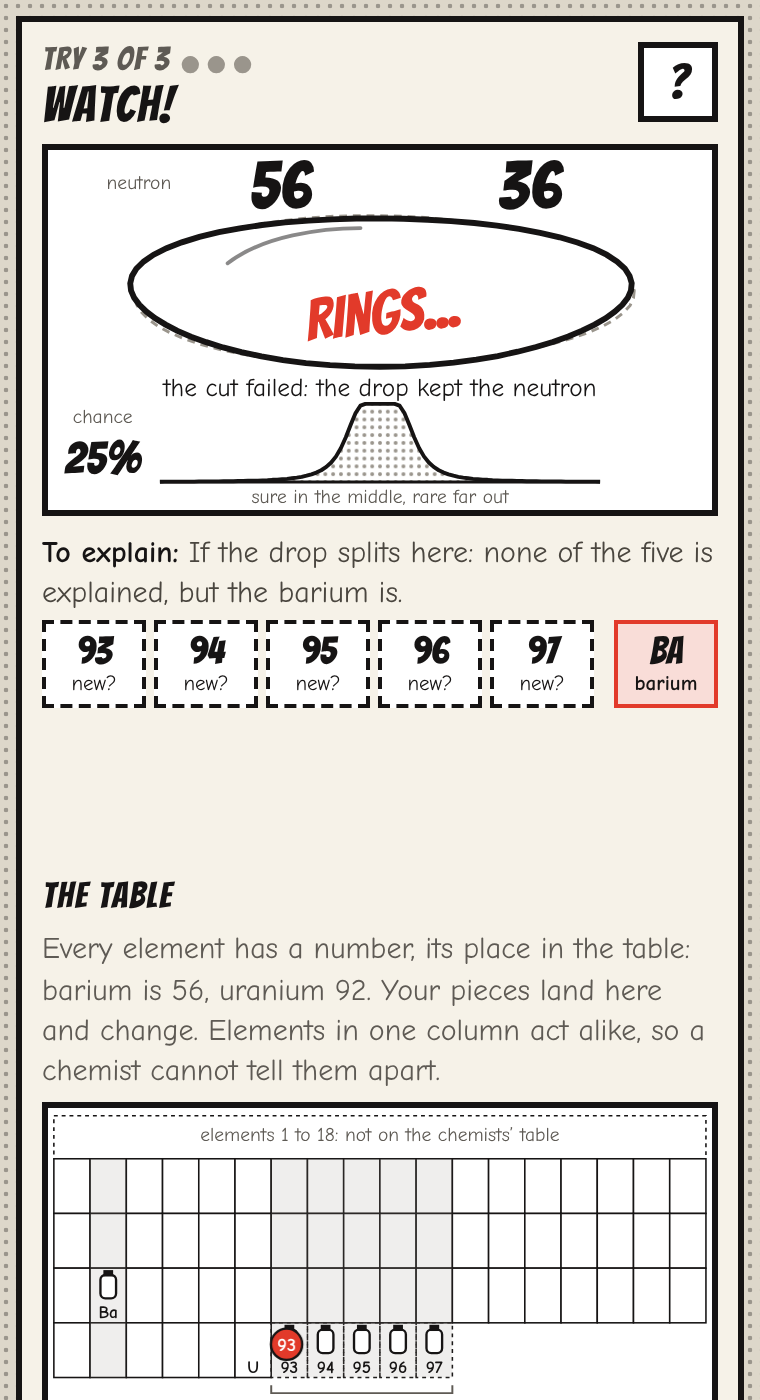 TRY 3 OF 3
WATCH!
?
neutron
56
36
RINGS...
the cut failed: the drop kept the neutron
chance
25%
sure in the middle, rare far out
To explain: If the drop splits here: none of the five is
explained, but the barium is.
93
new?
94
new?
95
new?
96
new?
97
new?
BA
barium
THE TABLE
Every element has a number, its place in the table:
barium is 56, uranium 92. Your pieces land here
and change. Elements in one column act alike, so a
chemist cannot tell them apart.
elements 1 to 18: not on the chemists’ table
Ba
93
U 93 94 95 96 97